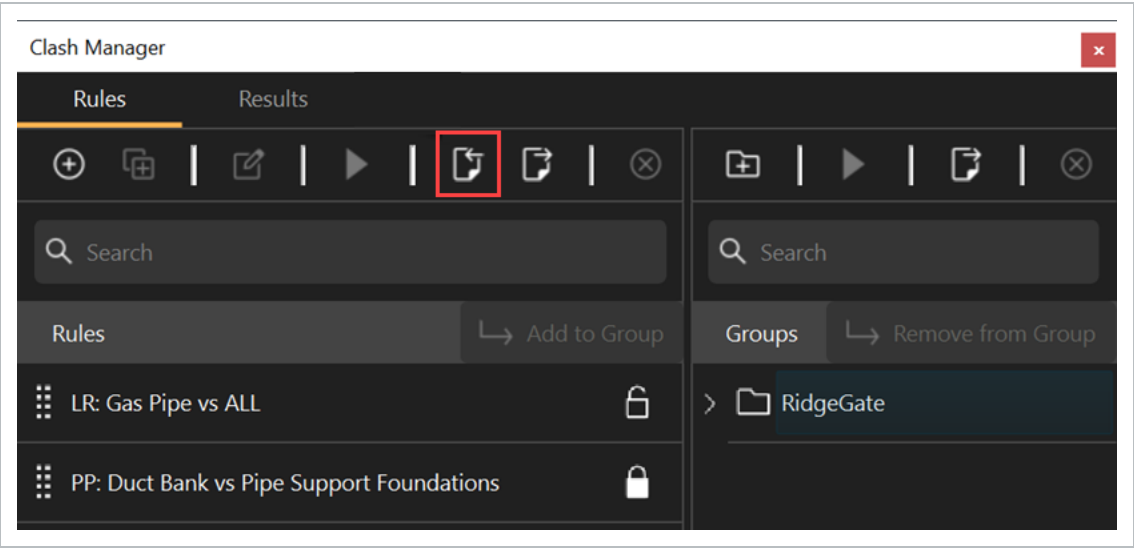 Clash Manager
Rules Results
Search Search
Rules Add to Group Groups Remove from Group
LR: Gas Pipe vs ALL RidgeGate
PP: Duct Bank vs Pipe Support Foundations